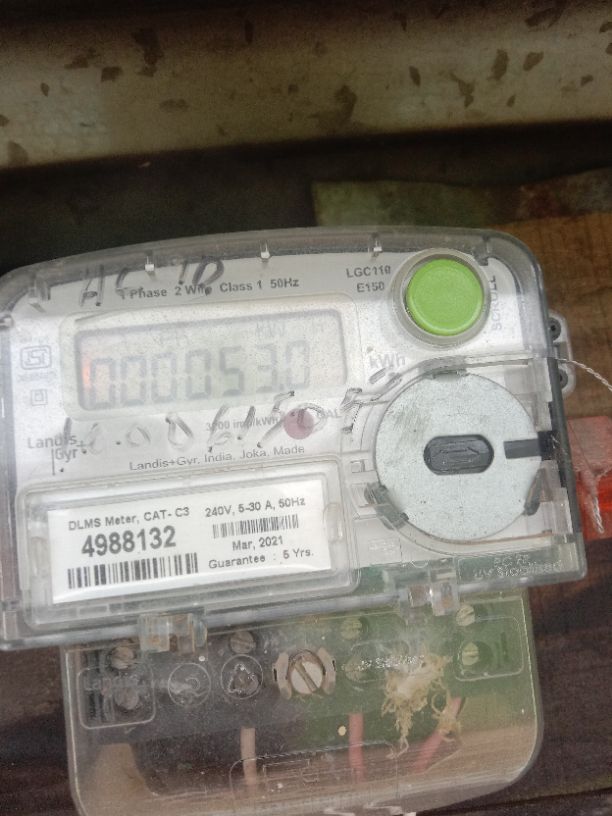 1 Phase 2 Wire Class 1 50Hz
LGC110
E150
SCROLL
000053.0
kWh
3200 imp/kWh
CAL
Landis+
Gyr
Landis+Gyr, India, Joka, Made
DLMS Meter, CAT- C3
4988132
240V, 5-30 A, 50Hz
Mar, 2021
Guarantee : 5 Yrs.